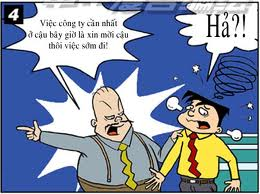 4
Việc công ty cần nhất
ở cậu bây giờ là xin mời cậu
thôi việc sớm đi!
Hả?!